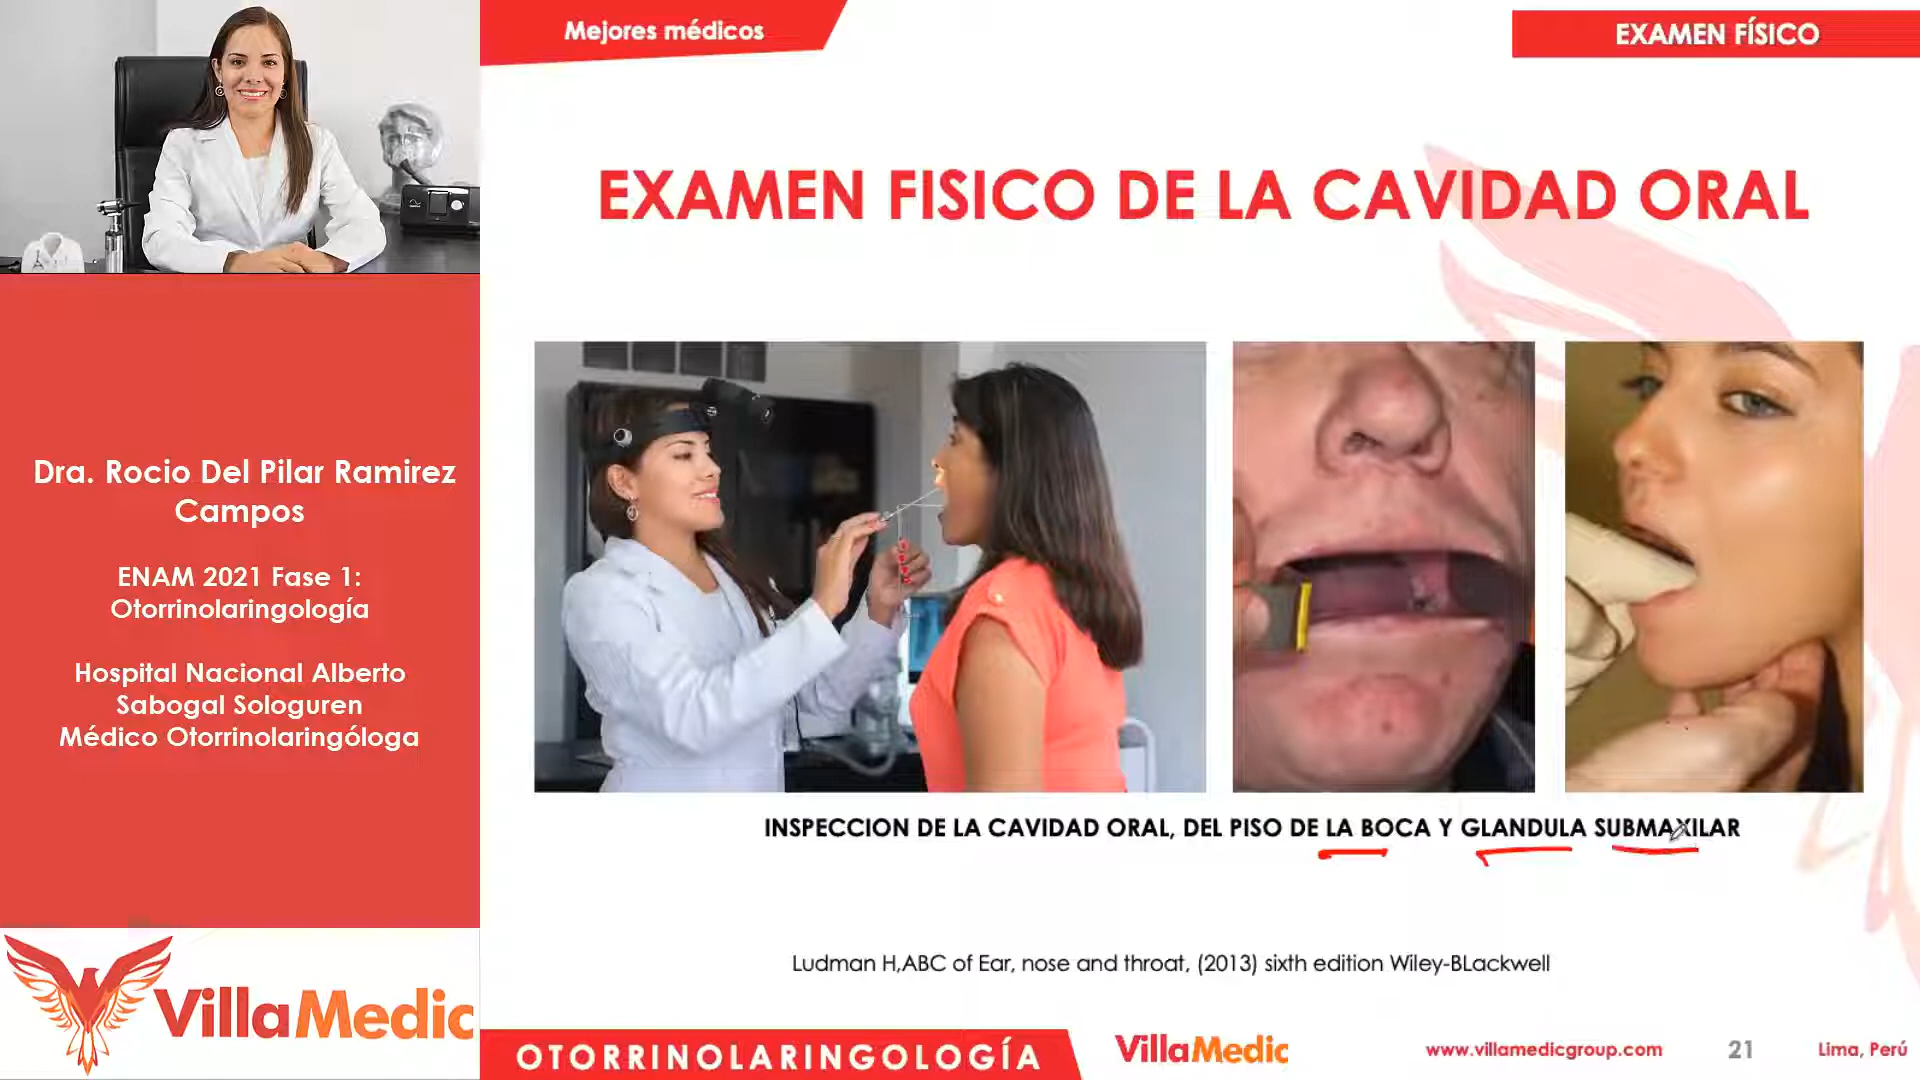 Mejores médicos
EXAMEN FÍSICO
EXAMEN FISICO DE LA CAVIDAD ORAL
Dra. Rocio Del Pilar Ramirez
Campos
ENAM 2021 Fase 1:
Otorrinolaringología
Hospital Nacional Alberto
Sabogal Sologuren
Médico Otorrinolaringóloga
INSPECCION DE LA CAVIDAD ORAL, DEL PISO DE LA BOCA Y GLANDULA SUBMAXILAR
Ludman H,ABC of Ear, nose and throat, (2013) sixth edition Wiley-BLackwell
VillaMedic
OTORRINOLARINGOLOGÍA
VillaMedic
www.villamedicgroup.com
21
Lima, Perú